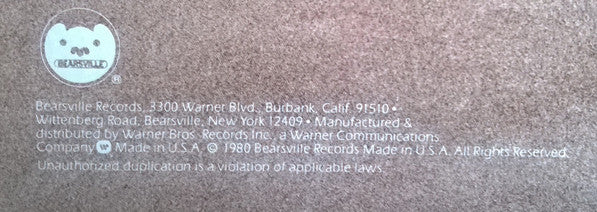 BEARSVILLE
®
Bearsville Records, 3300 Warner Blvd., Burbank, Calif. 91510 •
Wittenberg Road, Bearsville, New York 12409 • Manufactured &
distributed by Warner Bros. Records Inc., a Warner Communications
Company W Made in U.S.A. © 1980 Bearsville Records Made in U.S.A. All Rights Reserved.
Unauthorized duplication is a violation of applicable laws.